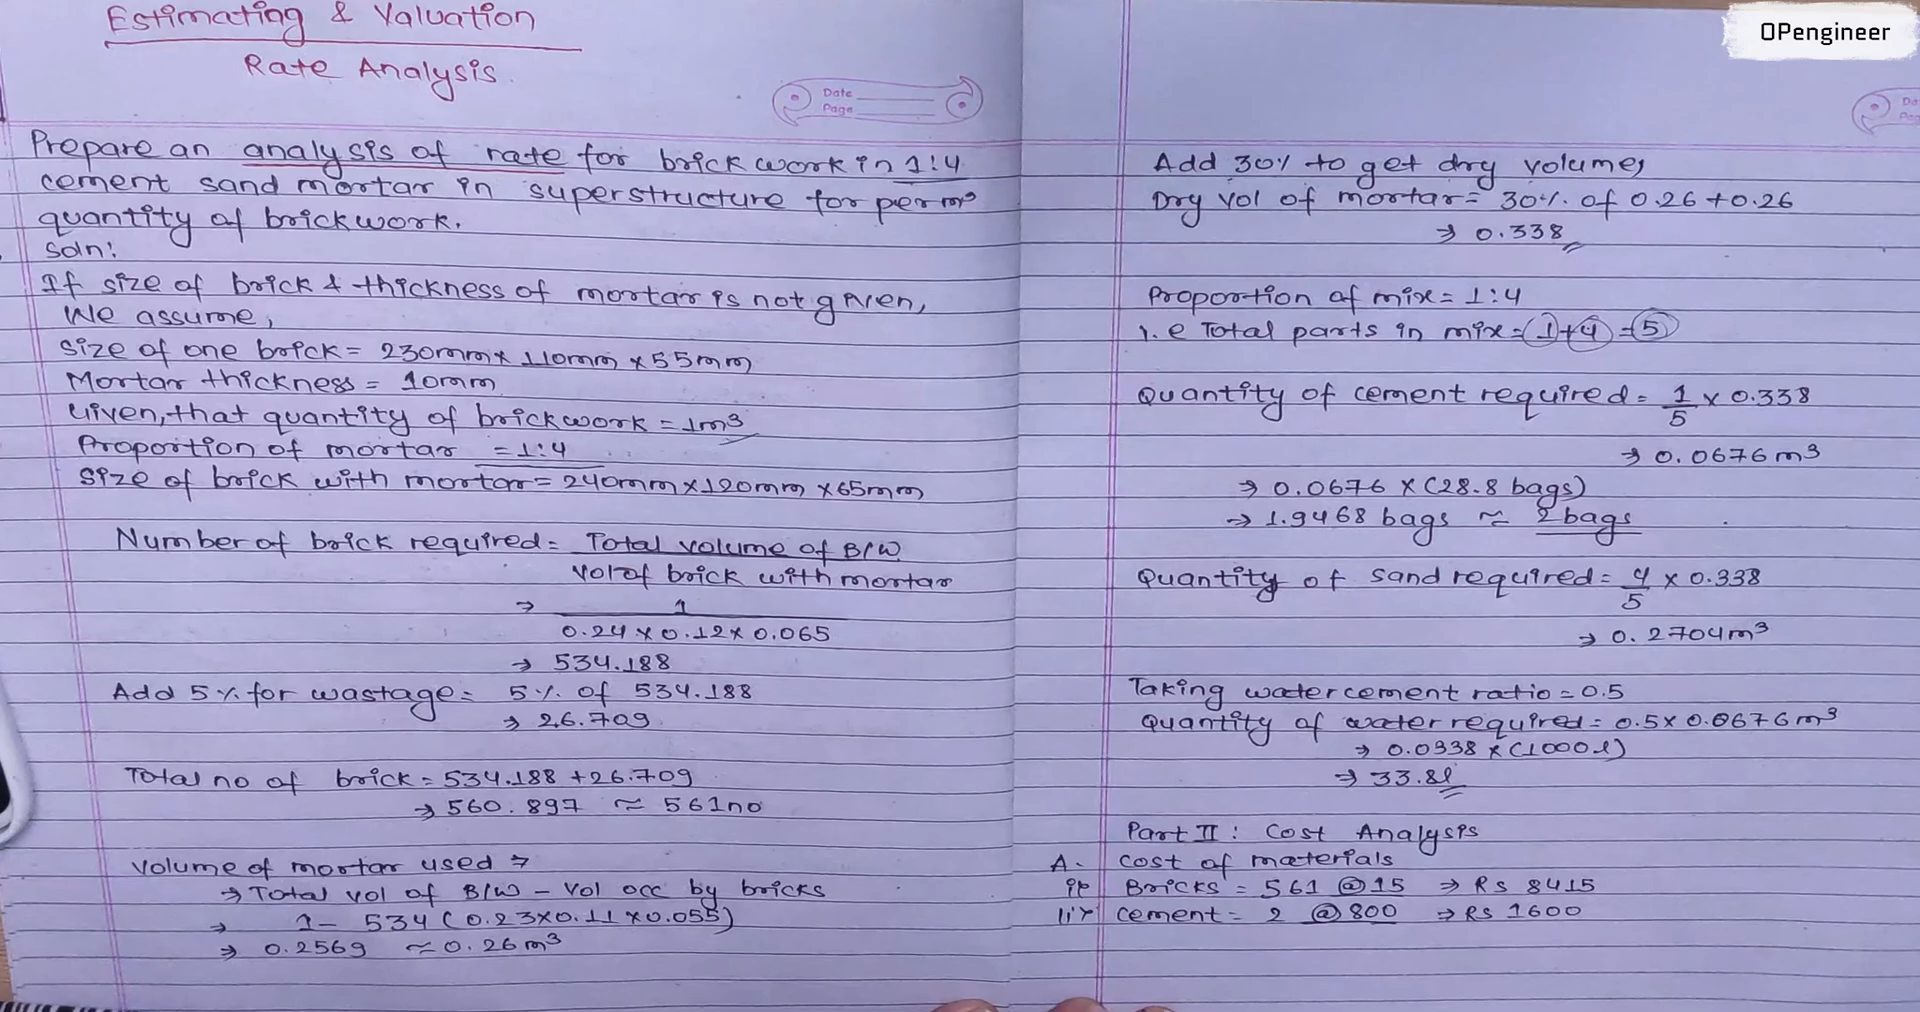 Estimating & Valuation
Rate Analysis.
OPengineer
Date
Page
Prepare an analysis of rate for brick work in 1:4
cement sand mortar in superstructure for per m³
quantity of brickwork.
Soln:
If size of brick & thickness of mortar is not given,
We assume,
Size of one brick = 230mm x 110mm x 55mm
Mortar thickness = 10mm
Given, that quantity of brickwork = 1m³
Proportion of mortar = 1:4
Size of brick with mortar = 240mm x 120mm x 65mm
Number of brick required = Total volume of B/W
Vol of brick with mortar
→ 1
0.24 x 0.12 x 0.065
→ 534.188
Add 5% for wastage = 5% of 534.188
→ 26.709
Total no of brick = 534.188 + 26.709
→ 560.897 ≈ 561no
Volume of mortar used →
→ Total vol of B/W - Vol occ by bricks
→ 1 - 534 (0.23x0.11x0.055)
→ 0.2569 ≈ 0.26 m³
Add 30% to get dry volume,
Dry vol of mortar = 30% of 0.26 + 0.26
→ 0.338
Proportion of mix = 1:4
i.e Total parts in mix = 1+4 = 5
Quantity of cement required = 1/5 x 0.338
→ 0.0676 m³
→ 0.0676 x (28.8 bags)
→ 1.9468 bags ≈ 2 bags
Quantity of sand required = 4/5 x 0.338
→ 0.2704 m³
Taking water cement ratio = 0.5
Quantity of water required = 0.5 x 0.0676 m³
→ 0.0338 x (1000l)
→ 33.8l
Part II : Cost Analysis
A. Cost of materials
i> Bricks = 561 @ 15 → Rs 8415
ii> cement = 2 @ 800 → Rs 1600